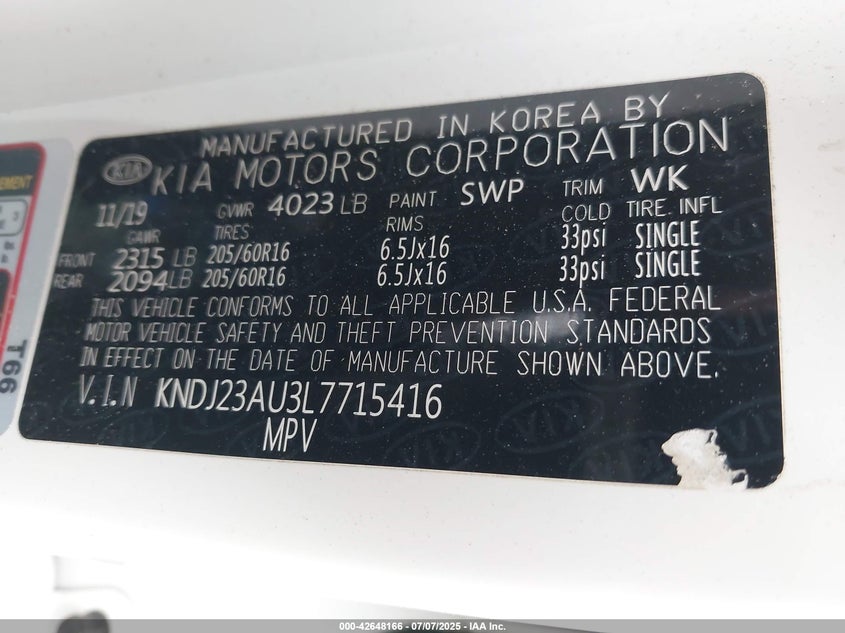 MANUFACTURED IN KOREA BY
KIA KIA MOTORS CORPORATION
11/19 GVWR 4023 LB PAINT SWP TRIM WK
GAWR TIRES RIMS COLD TIRE INFL
FRONT 2315 LB 205/60R16 6.5Jx16 33psi SINGLE
REAR 2094 LB 205/60R16 6.5Jx16 33psi SINGLE
THIS VEHICLE CONFORMS TO ALL APPLICABLE U.S.A. FEDERAL
MOTOR VEHICLE SAFETY AND THEFT PREVENTION STANDARDS
IN EFFECT ON THE DATE OF MANUFACTURE SHOWN ABOVE.
V.I.N KNDJ23AU3L7715416
MPV
000-42648166 | 07/07/2025 | IAA, Inc.